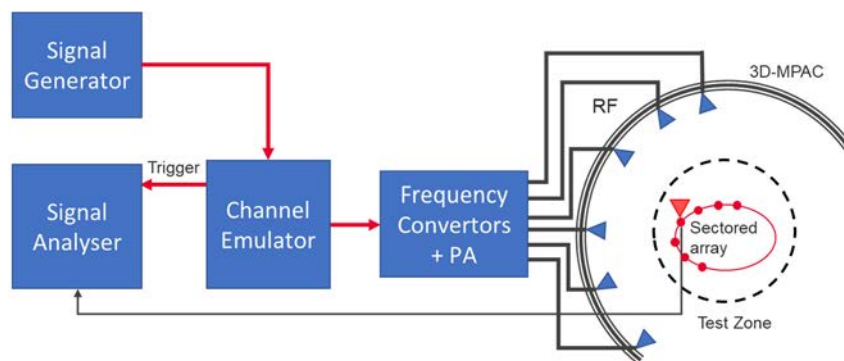 Signal
Generator
3D-MPAC
RF
Trigger
Signal
Analyser
Channel
Emulator
Frequency
Convertors
+ PA
Sectored
array
Test Zone